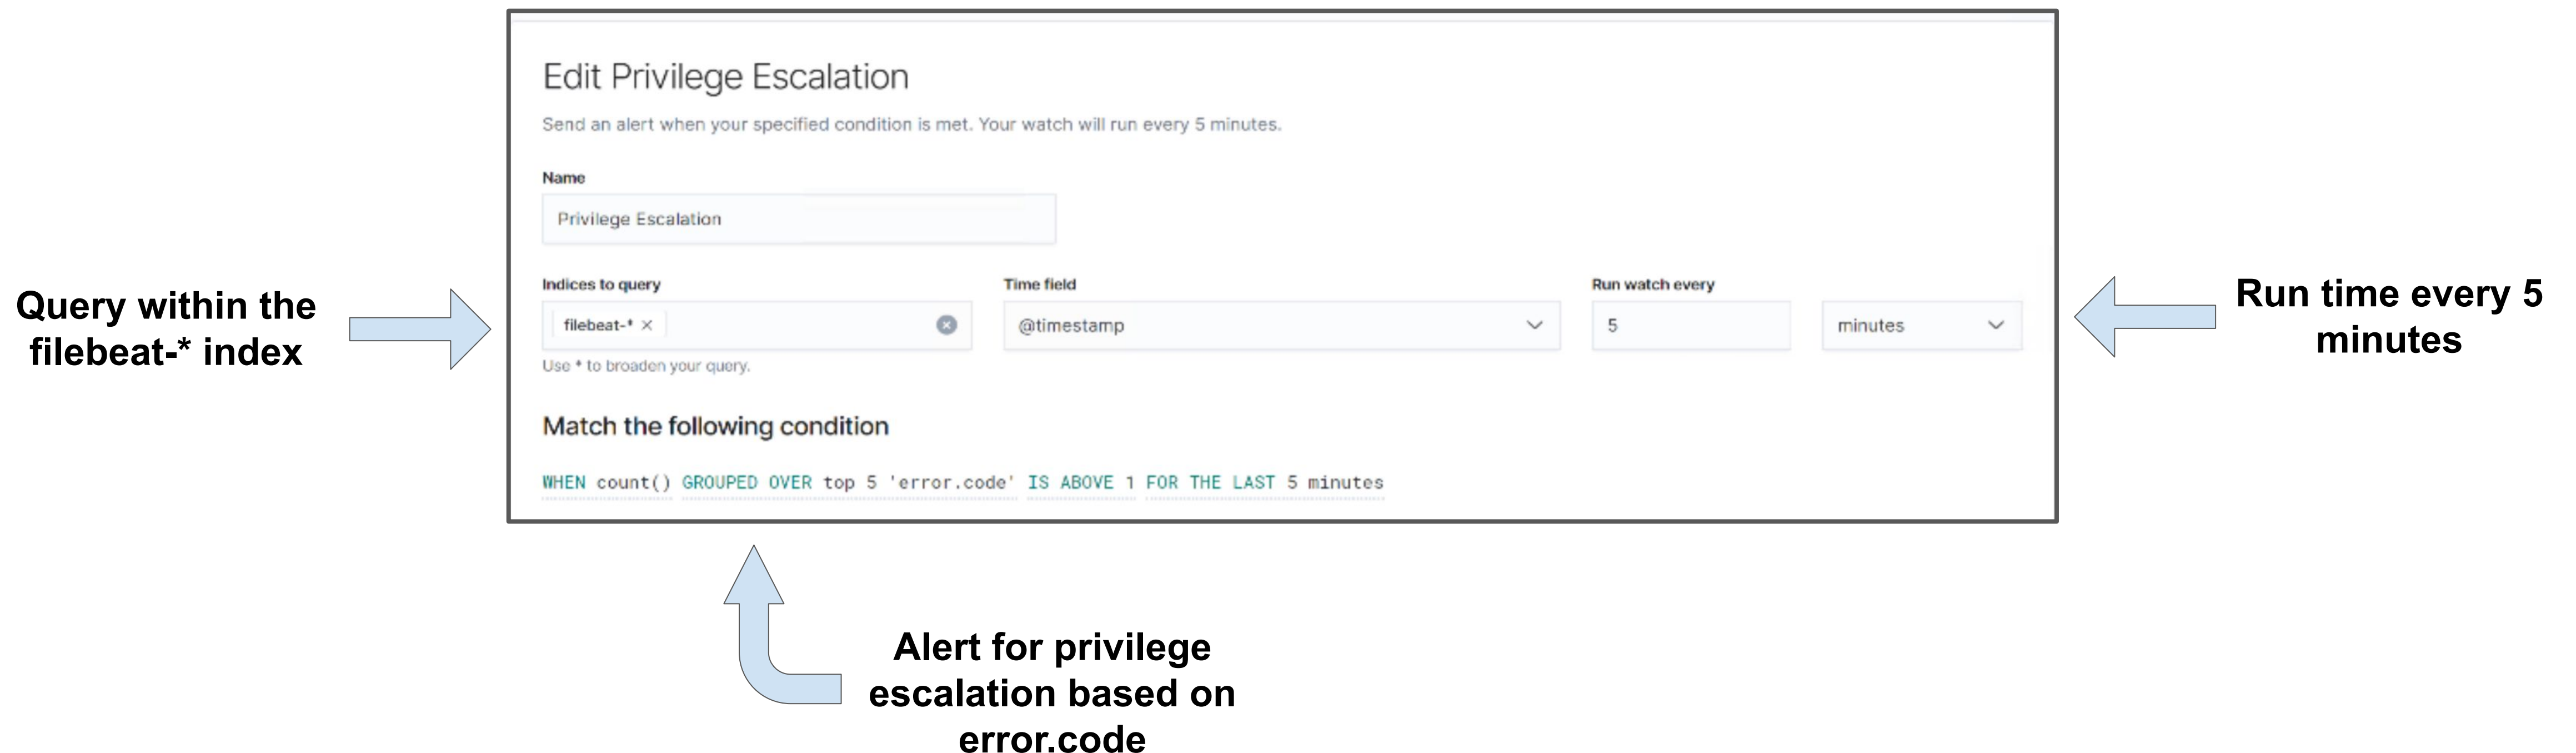 Edit Privilege Escalation
Send an alert when your specified condition is met. Your watch will run every 5 minutes.
Name
Privilege Escalation
Indices to query
Time field
Run watch every
filebeat-* ×
@timestamp
5
minutes
Use * to broaden your query.
Match the following condition
WHEN count() GROUPED OVER top 5 'error.code' IS ABOVE 1 FOR THE LAST 5 minutes
Query within the
filebeat-* index
Run time every 5
minutes
Alert for privilege
escalation based on
error.code